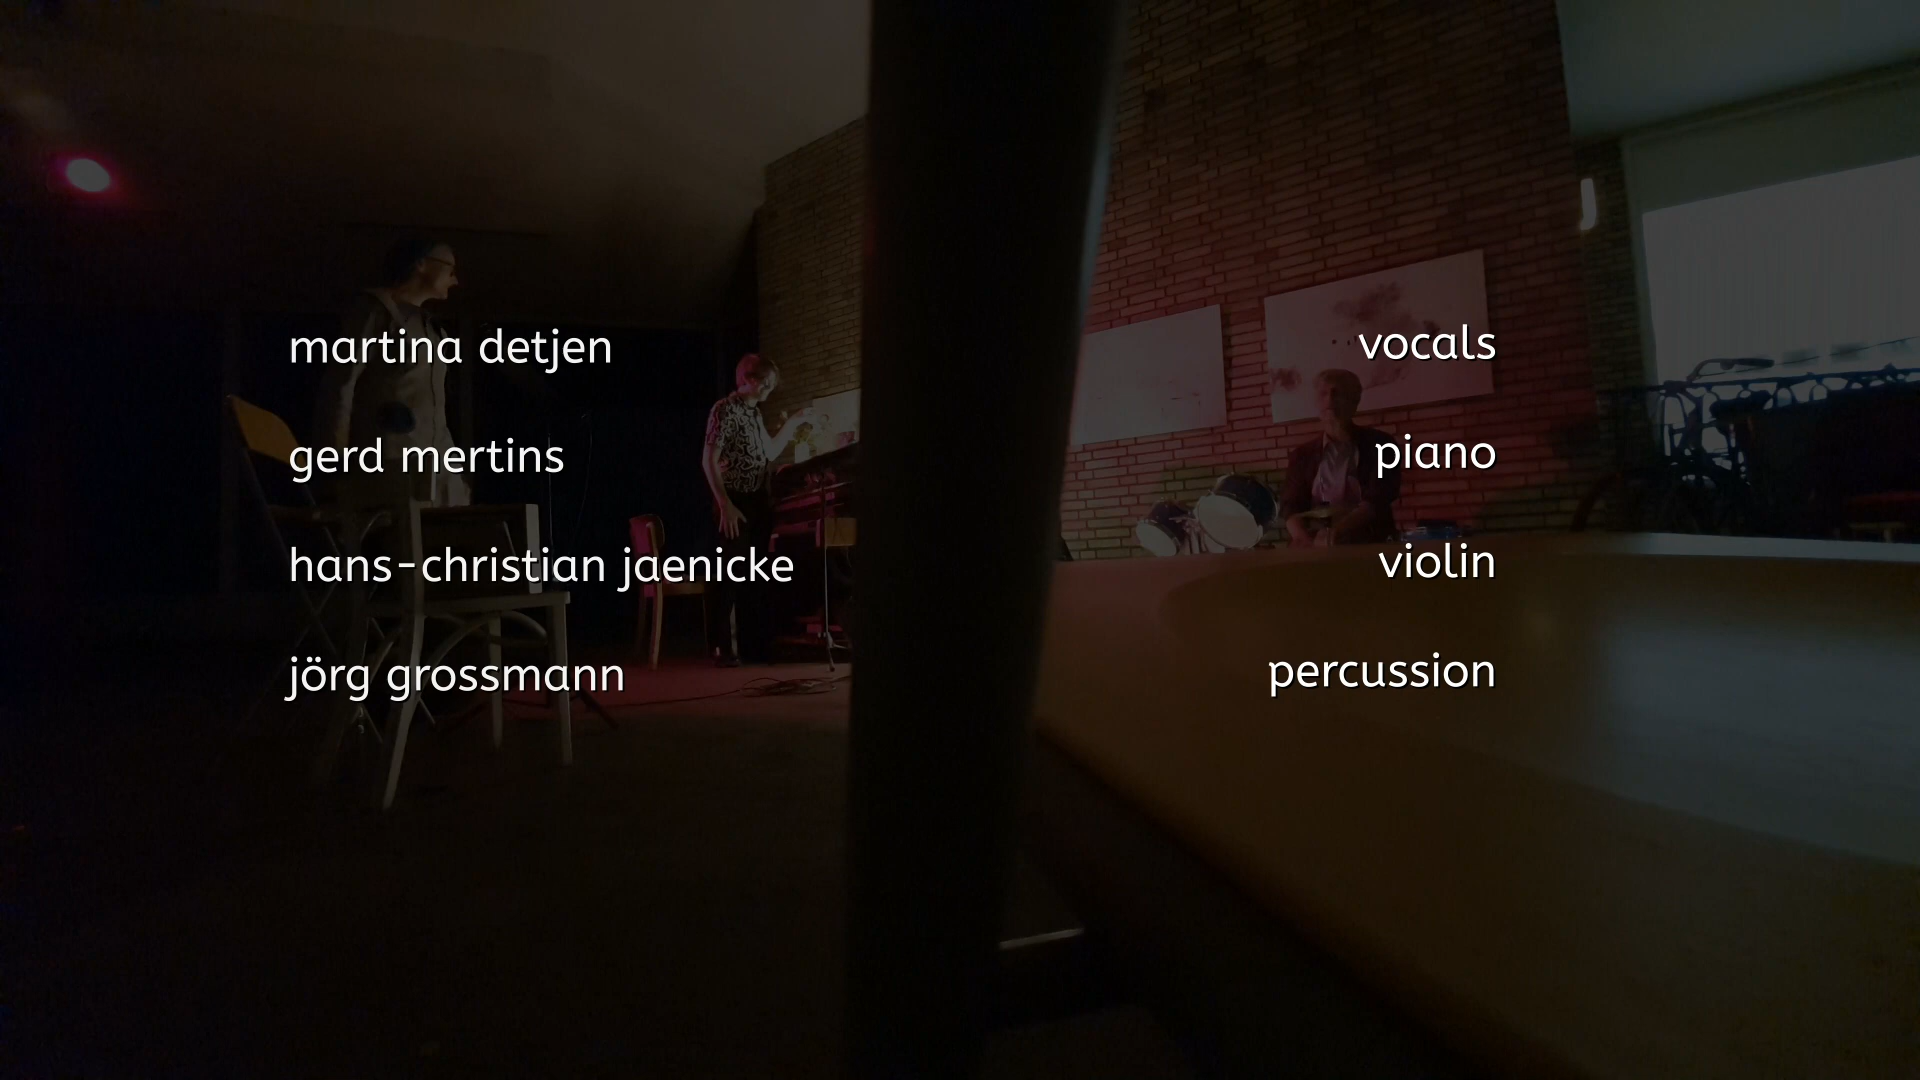 martina detjen vocals
gerd mertins piano
hans-christian jaenicke violin
jörg grossmann percussion